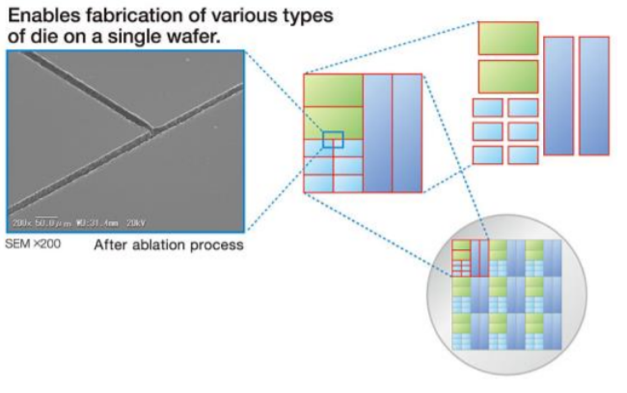 Enables fabrication of various types
of die on a single wafer.
200× 50.0μm WD:31.4mm 20kV
SEM ×200 After ablation process